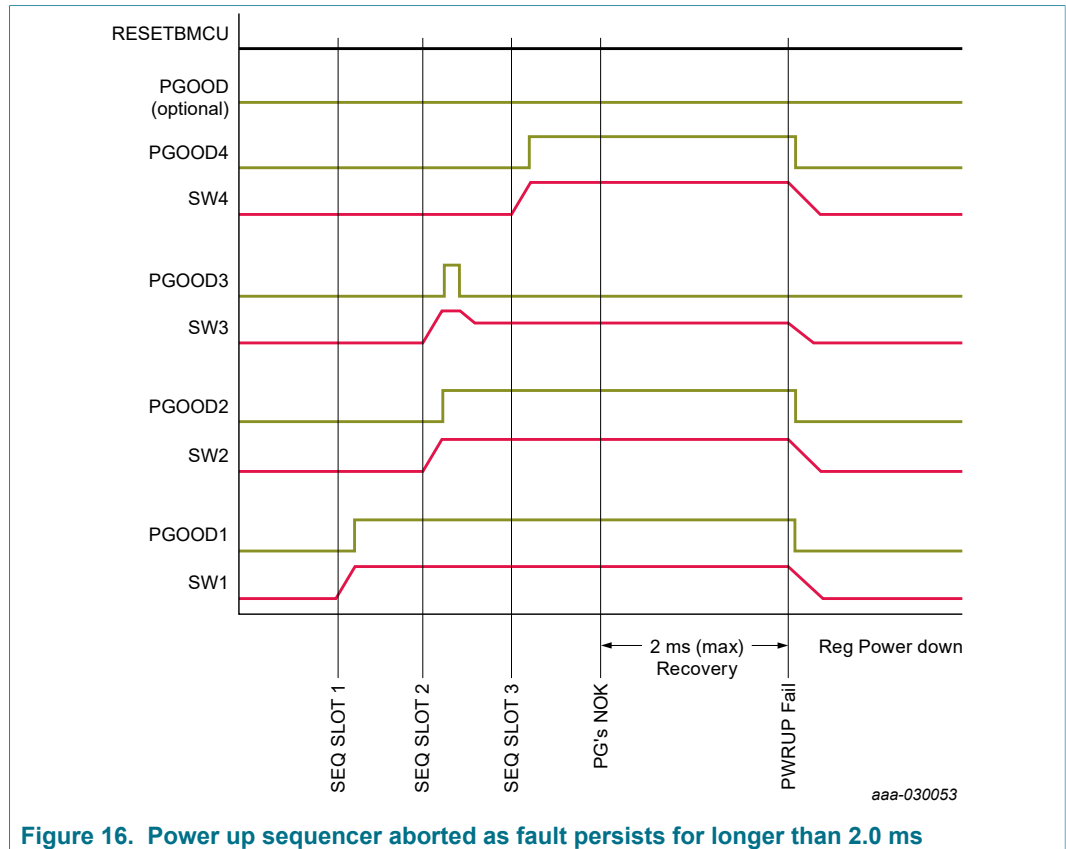 RESETBMCU
PGOOD
(optional)
PGOOD4
SW4
PGOOD3
SW3
PGOOD2
SW2
PGOOD1
SW1
2 ms (max)
Recovery
Reg Power down
SEQ SLOT 1
SEQ SLOT 2
SEQ SLOT 3
PG's NOK
PWRUP Fail
aaa-030053
Figure 16. Power up sequencer aborted as fault persists for longer than 2.0 ms